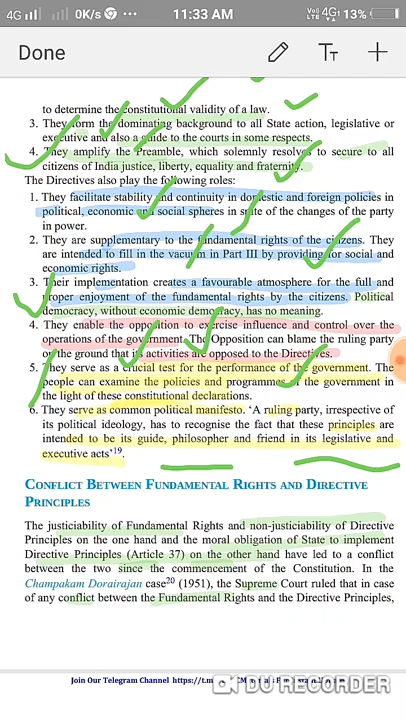 4G 0K/s 11:33 AM VoI) LTE 4G 13%
Done
to determine the constitutional validity of a law.
3. They form the dominating background to all State action, legislative or
executive and also a guide to the courts in some respects.
4. They amplify the Preamble, which solemnly resolves to secure to all
citizens of India justice, liberty, equality and fraternity.
The Directives also play the following roles:
1. They facilitate stability and continuity in domestic and foreign policies in
political, economic and social spheres in spite of the changes of the party
in power.
2. They are supplementary to the fundamental rights of the citizens. They
are intended to fill in the vacuum in Part III by providing for social and
economic rights.
3. Their implementation creates a favourable atmosphere for the full and
proper enjoyment of the fundamental rights by the citizens. Political
democracy, without economic democracy, has no meaning.
4. They enable the opposition to exercise influence and control over the
operations of the government. The Opposition can blame the ruling party
on the ground that its activities are opposed to the Directives.
5. They serve as a crucial test for the performance of the government. The
people can examine the policies and programmes of the government in
the light of these constitutional declarations.
6. They serve as common political manifesto. ‘A ruling party, irrespective of
its political ideology, has to recognise the fact that these principles are
intended to be its guide, philosopher and friend in its legislative and
executive acts’19.
CONFLICT BETWEEN FUNDAMENTAL RIGHTS AND DIRECTIVE
PRINCIPLES
The justiciability of Fundamental Rights and non-justiciability of Directive
Principles on the one hand and the moral obligation of State to implement
Directive Principles (Article 37) on the other hand have led to a conflict
between the two since the commencement of the Constitution. In the
Champakam Dorairajan case20 (1951), the Supreme Court ruled that in case
of any conflict between the Fundamental Rights and the Directive Principles,
Join Our Telegram Channel https://t.m
DU RECORDER